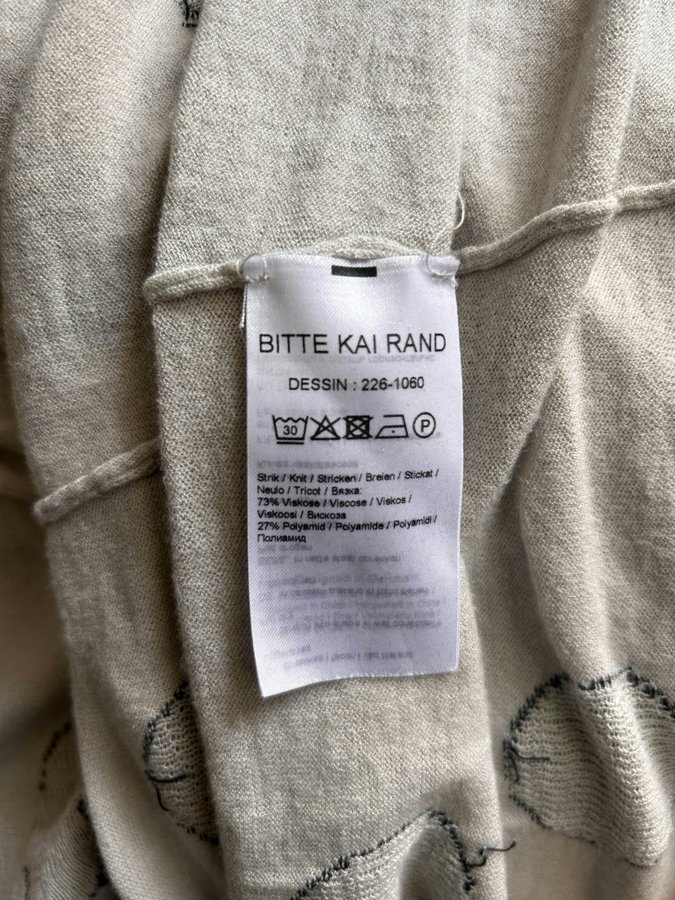 BITTE KAI RAND
DESSIN : 226-1060
30 P
Strik / Knit / Stricken / Breien / Stickat /
Neulo / Tricot / Вязка:
73% Viskose / Viscose / Viskos /
Viskoosi / Вискоза
27% Polyamid / Polyamide / Polyamidi /
Полиамид